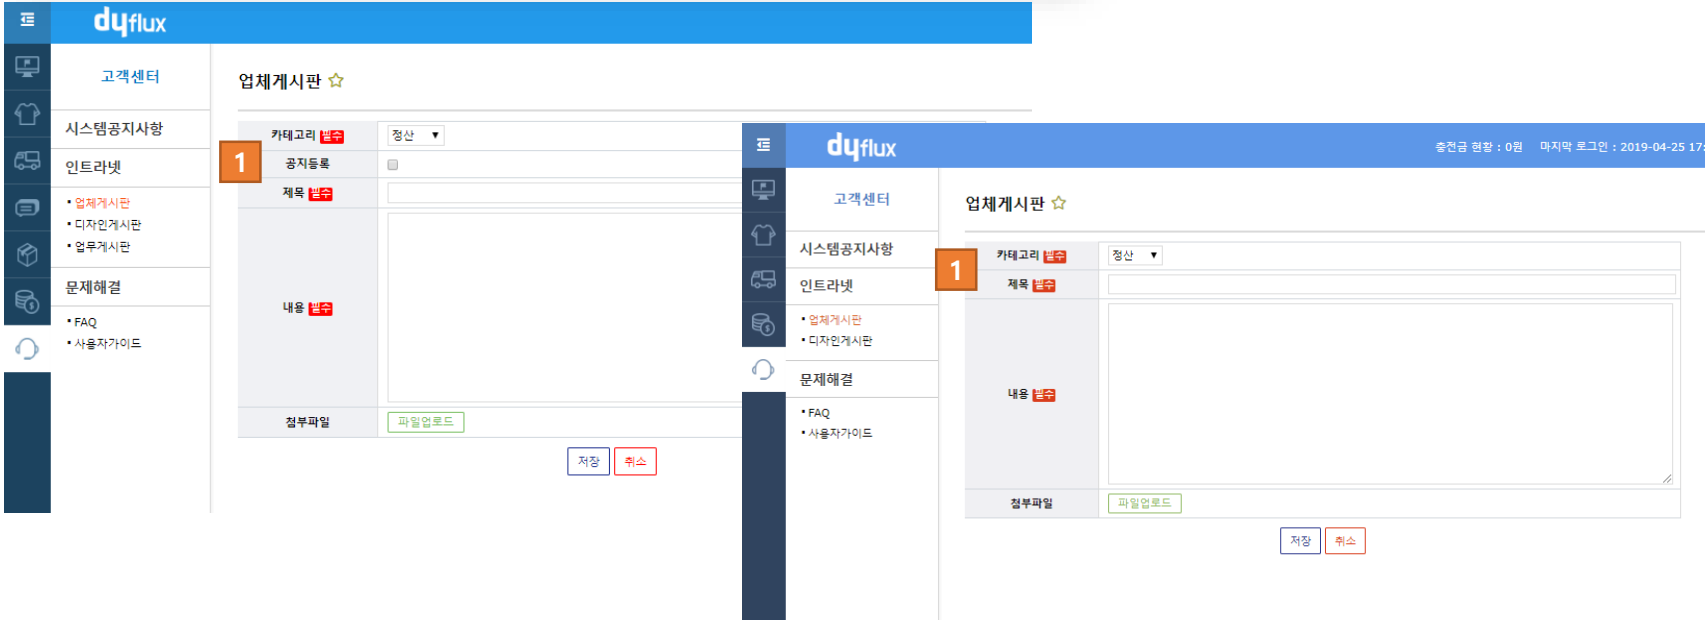 dyflux
고객센터
시스템공지사항
인트라넷
• 업체게시판
• 디자인게시판
• 업무게시판
문제해결
• FAQ
• 사용자가이드
업체게시판 ☆
1
카테고리 필수 정산 ▼
공지등록
제목 필수
내용 필수
첨부파일 파일업로드
저장 취소
dyflux
충전금 현황 : 0원 마지막 로그인 : 2019-04-25 17:
고객센터
시스템공지사항
인트라넷
• 업체게시판
• 디자인게시판
문제해결
• FAQ
• 사용자가이드
업체게시판 ☆
1
카테고리 필수 정산 ▼
제목 필수
내용 필수
첨부파일 파일업로드
저장 취소